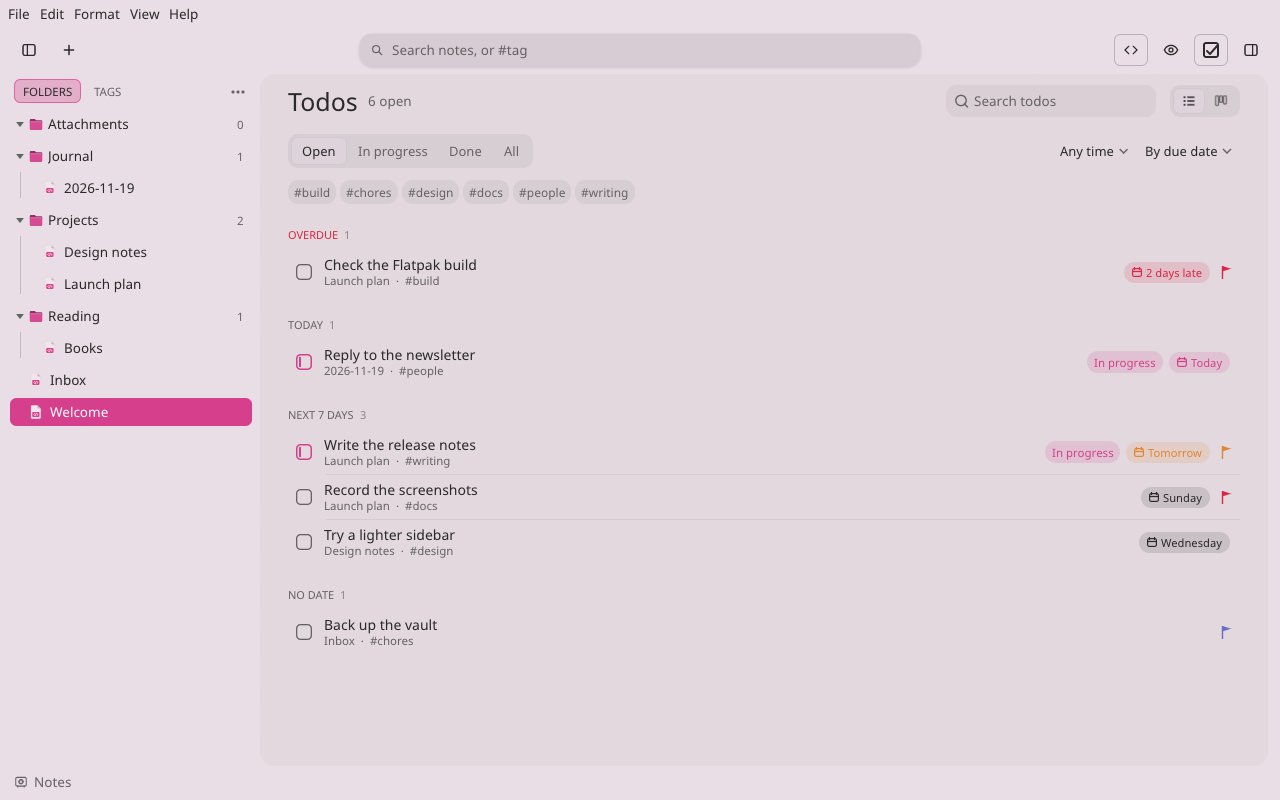 File Edit Format View Help
Search notes, or #tag
FOLDERS TAGS
Attachments 0
Journal 1
2026-11-19
Projects 2
Design notes
Launch plan
Reading 1
Books
Inbox
Welcome
Notes
Todos 6 open
Search todos
Open In progress Done All
Any time By due date
#build #chores #design #docs #people #writing
OVERDUE 1
Check the Flatpak build
Launch plan · #build
2 days late
TODAY 1
Reply to the newsletter
2026-11-19 · #people
In progress Today
NEXT 7 DAYS 3
Write the release notes
Launch plan · #writing
In progress Tomorrow
Record the screenshots
Launch plan · #docs
Sunday
Try a lighter sidebar
Design notes · #design
Wednesday
NO DATE 1
Back up the vault
Inbox · #chores